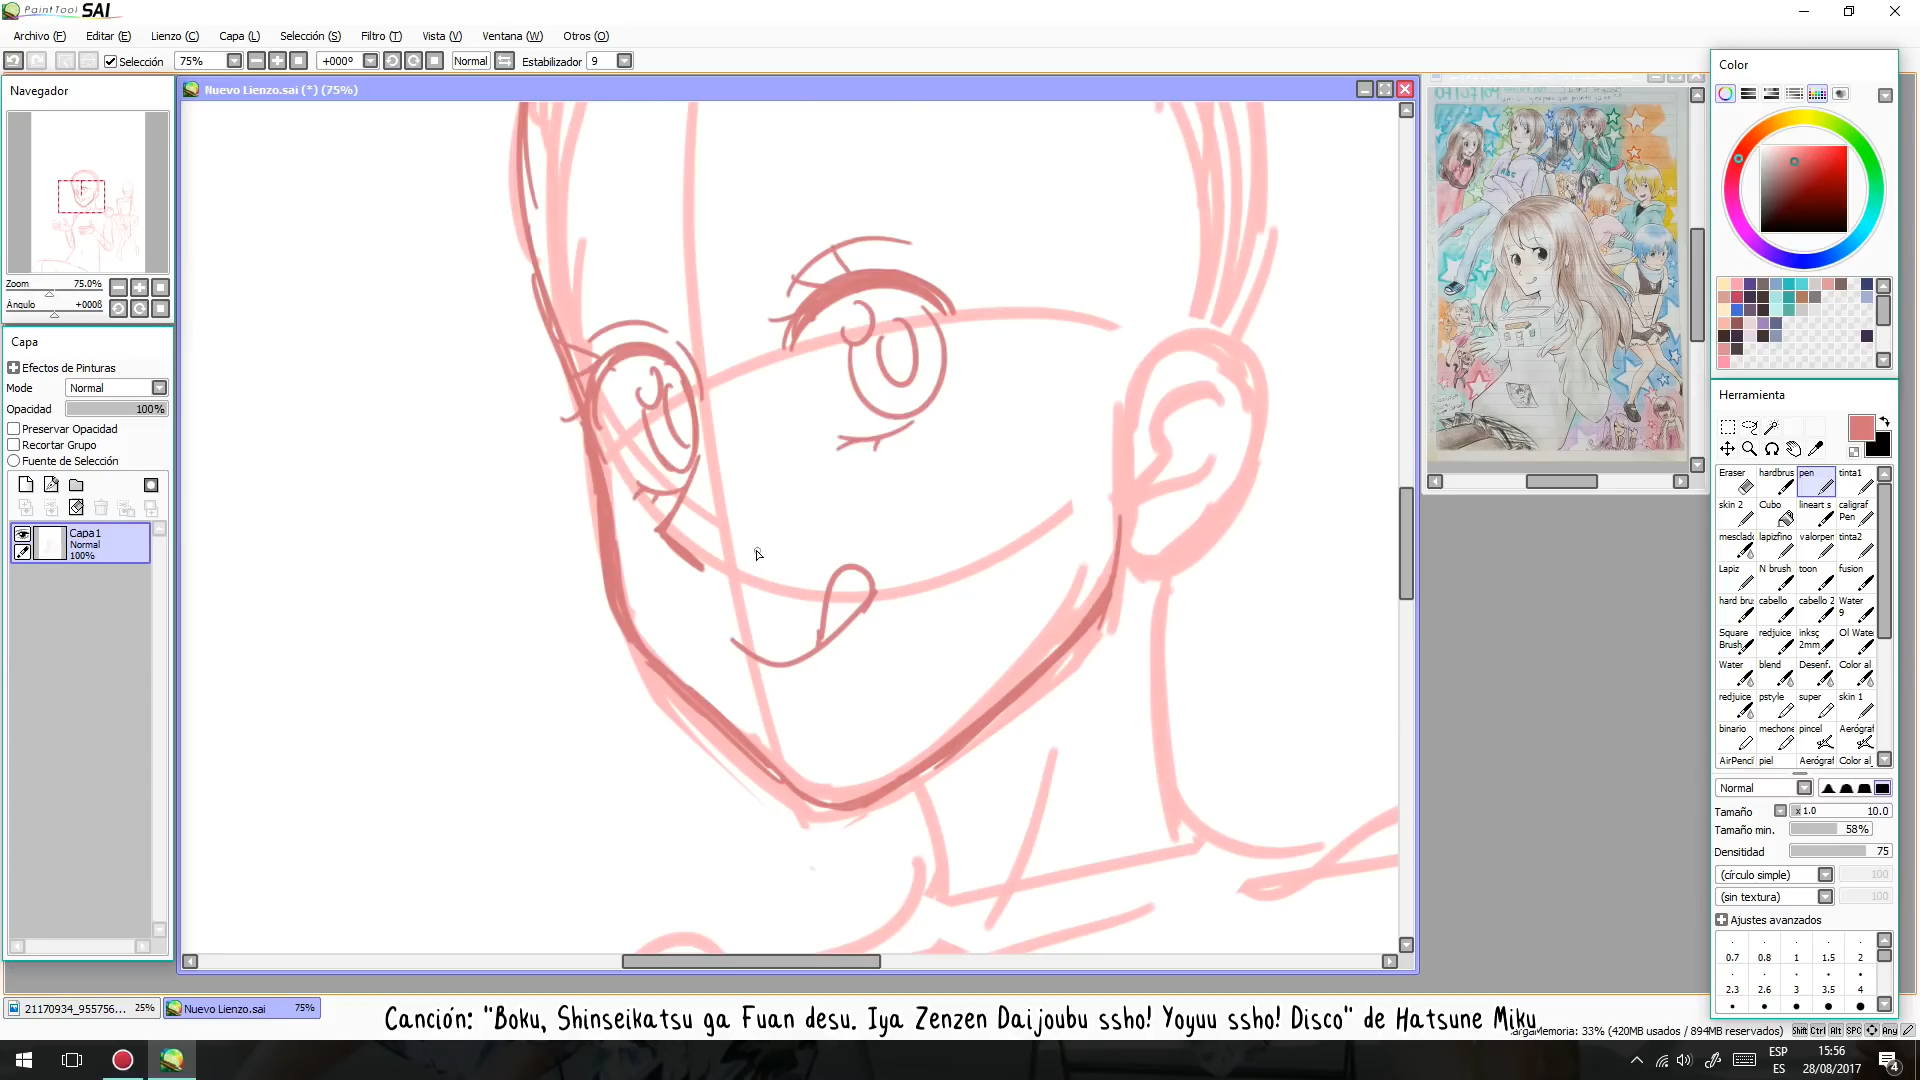 PaintTool SAI
Archivo (F) Editar (E) Lienzo (C) Capa (L) Selección (S) Filtro (T) Vista (V) Ventana (W) Otros (O)
Selección 75% +000º Normal Estabilizador 9
Navegador
Zoom 75.0%
Ángulo +000ß
Capa
Efectos de Pinturas
Mode Normal
Opacidad 100%
Preservar Opacidad
Recortar Grupo
Fuente de Selección
Capa1
Normal
100%
Nuevo Lienzo.sai (*) (75%)
Color
Herramienta
Eraser hardbrus pen tinta1
skin 2 Cubo lineart s caligraf
Pen
mesclad lapizfino valorpen tinta2
Lapiz N brush toon fusion
hard bru cabello cabello 2 Water
9
Square redjuice inksç Ol Wate
Brush 2mm
Water blend Desenf. Color al
redjuice pstyle super skin 1
binario mechone pincel Aerógraf
AirPenci piel Aerógraf Color al
Normal
Tamaño x 1.0 10.0
Tamaño min. 58%
Densitidad 75
(círculo simple) 100
(sin textura) 100
Ajustes avanzados
0.7 0.8 1 1.5 2
2.3 2.6 3 3.5 4
21170934_955756... 25% Nuevo Lienzo.sai 75%
Canción: "Boku, Shinseikatsu ga Fuan desu. Iya Zenzen Daijoubu ssho! Yoyuu ssho! Disco" de Hatsune Miku
argaMemoria: 33% (420MB usados / 894MB reservados) Shift Ctrl Alt SPC Any
ESP
ES
15:56
28/08/2017
4